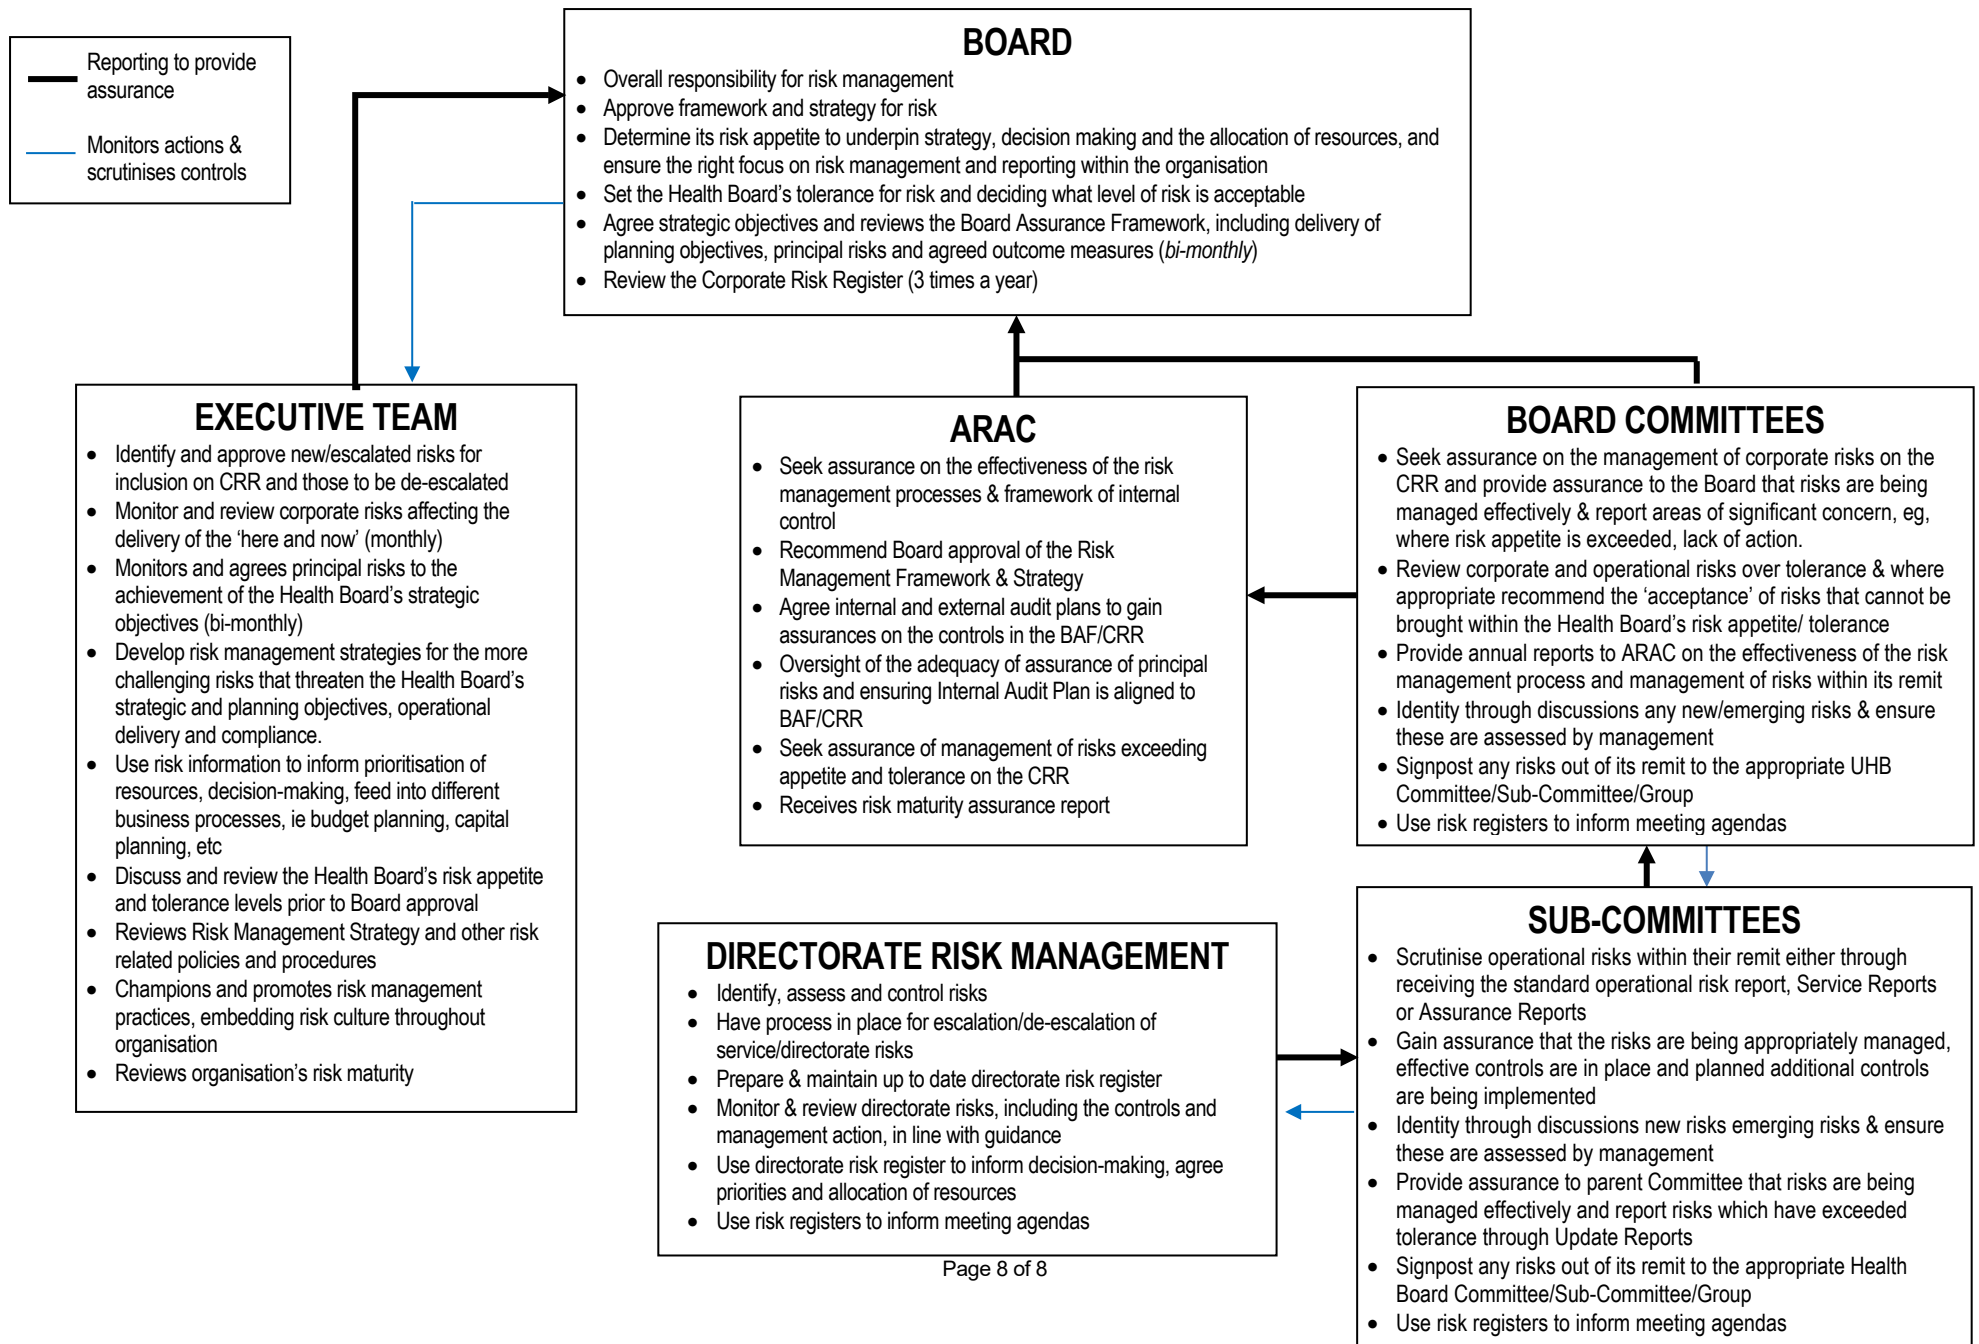 Reporting to provide
assurance
Monitors actions &
scrutinises controls
BOARD
• Overall responsibility for risk management
• Approve framework and strategy for risk
• Determine its risk appetite to underpin strategy, decision making and the allocation of resources, and
ensure the right focus on risk management and reporting within the organisation
• Set the Health Board's tolerance for risk and deciding what level of risk is acceptable
• Agree strategic objectives and reviews the Board Assurance Framework, including delivery of
planning objectives, principal risks and agreed outcome measures (bi-monthly)
• Review the Corporate Risk Register (3 times a year)
EXECUTIVE TEAM
• Identify and approve new/escalated risks for
inclusion on CRR and those to be de-escalated
• Monitor and review corporate risks affecting the
delivery of the 'here and now' (monthly)
• Monitors and agrees principal risks to the
achievement of the Health Board's strategic
objectives (bi-monthly)
• Develop risk management strategies for the more
challenging risks that threaten the Health Board's
strategic and planning objectives, operational
delivery and compliance.
• Use risk information to inform prioritisation of
resources, decision-making, feed into different
business processes, ie budget planning, capital
planning, etc
• Discuss and review the Health Board's risk appetite
and tolerance levels prior to Board approval
• Reviews Risk Management Strategy and other risk
related policies and procedures
• Champions and promotes risk management
practices, embedding risk culture throughout
organisation
• Reviews organisation's risk maturity
ARAC
• Seek assurance on the effectiveness of the risk
management processes & framework of internal
control
• Recommend Board approval of the Risk
Management Framework & Strategy
• Agree internal and external audit plans to gain
assurances on the controls in the BAF/CRR
• Oversight of the adequacy of assurance of principal
risks and ensuring Internal Audit Plan is aligned to
BAF/CRR
• Seek assurance of management of risks exceeding
appetite and tolerance on the CRR
• Receives risk maturity assurance report
BOARD COMMITTEES
• Seek assurance on the management of corporate risks on the
CRR and provide assurance to the Board that risks are being
managed effectively & report areas of significant concern, eg,
where risk appetite is exceeded, lack of action.
• Review corporate and operational risks over tolerance & where
appropriate recommend the 'acceptance' of risks that cannot be
brought within the Health Board's risk appetite/ tolerance
• Provide annual reports to ARAC on the effectiveness of the risk
management process and management of risks within its remit
• Identity through discussions any new/emerging risks & ensure
these are assessed by management
• Signpost any risks out of its remit to the appropriate UHB
Committee/Sub-Committee/Group
• Use risk registers to inform meeting agendas
DIRECTORATE RISK MANAGEMENT
• Identify, assess and control risks
• Have process in place for escalation/de-escalation of
service/directorate risks
• Prepare & maintain up to date directorate risk register
• Monitor & review directorate risks, including the controls and
management action, in line with guidance
• Use directorate risk register to inform decision-making, agree
priorities and allocation of resources
• Use risk registers to inform meeting agendas
SUB-COMMITTEES
• Scrutinise operational risks within their remit either through
receiving the standard operational risk report, Service Reports
or Assurance Reports
• Gain assurance that the risks are being appropriately managed,
effective controls are in place and planned additional controls
are being implemented
• Identity through discussions new risks emerging risks & ensure
these are assessed by management
• Provide assurance to parent Committee that risks are being
managed effectively and report risks which have exceeded
tolerance through Update Reports
• Signpost any risks out of its remit to the appropriate Health
Board Committee/Sub-Committee/Group
• Use risk registers to inform meeting agendas
Page 8 of 8